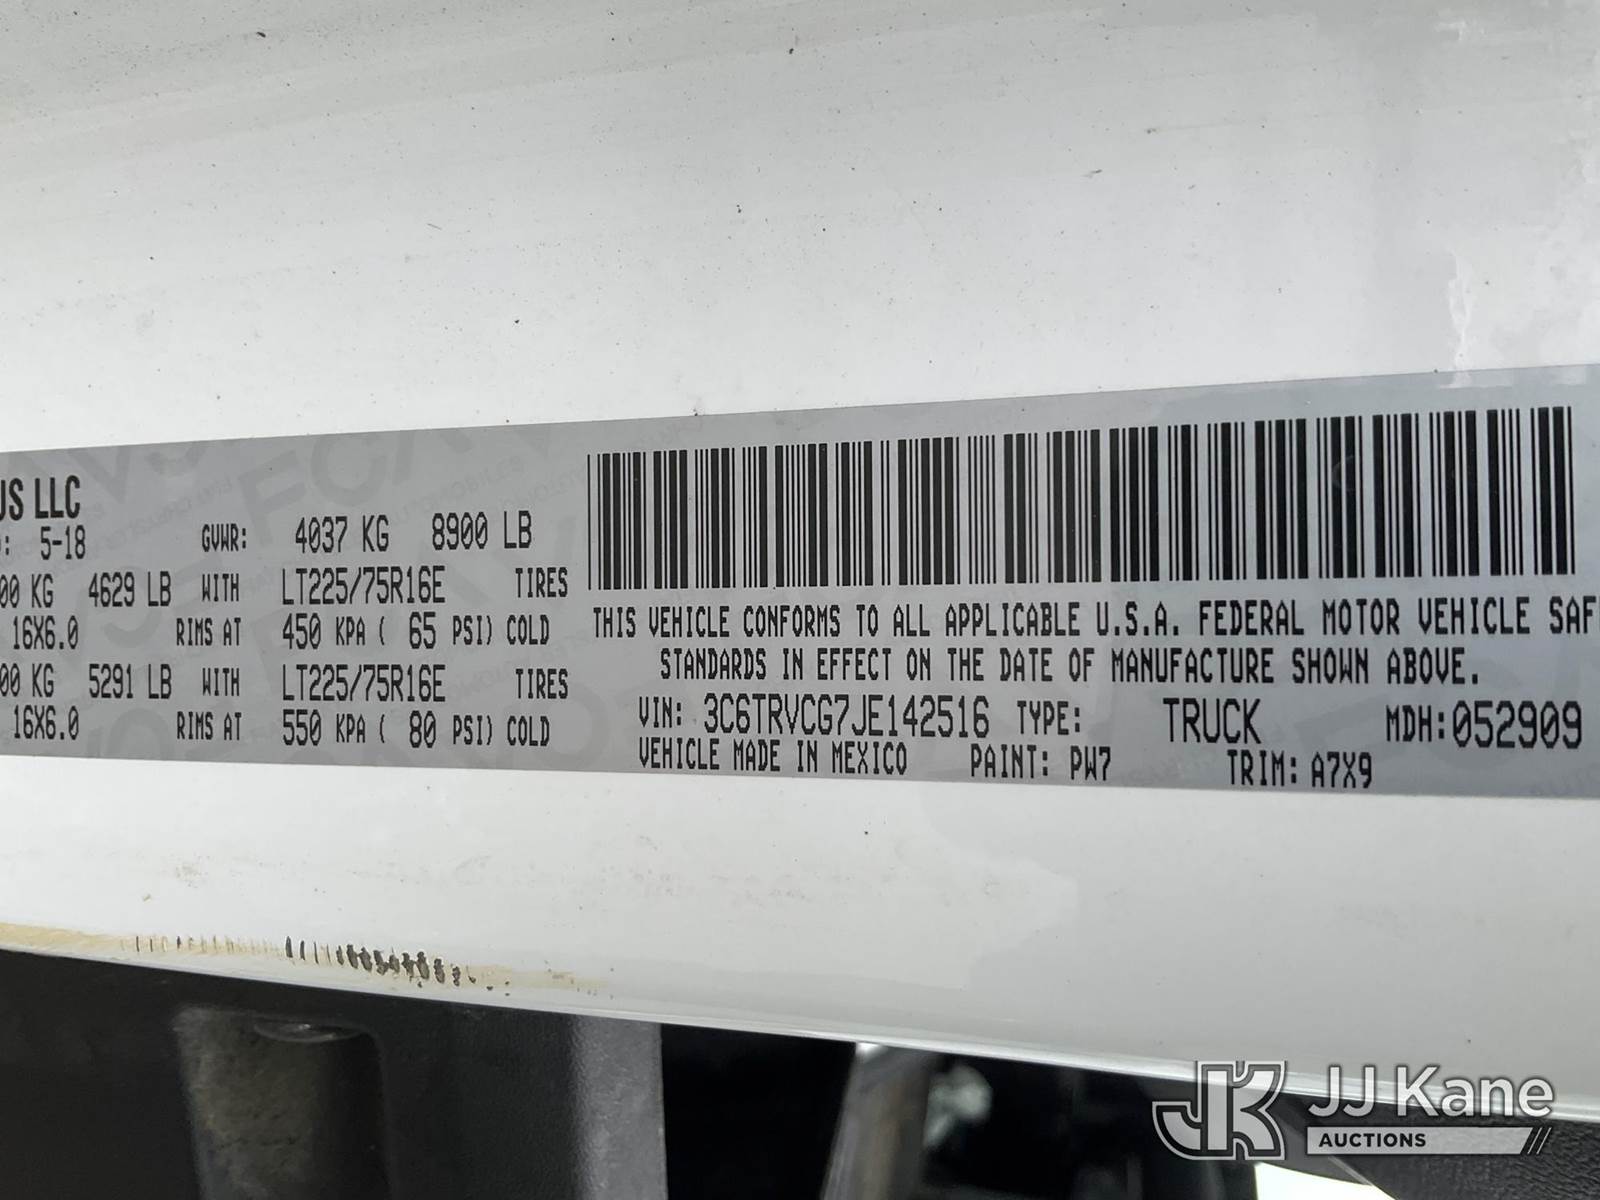 US LLC
5-18 GVWR: 4037 KG 8900 LB
00 KG 4629 LB WITH LT225/75R16E TIRES
16X6.0 RIMS AT 450 KPA ( 65 PSI) COLD
00 KG 5291 LB WITH LT225/75R16E TIRES
16X6.0 RIMS AT 550 KPA ( 80 PSI) COLD
THIS VEHICLE CONFORMS TO ALL APPLICABLE U.S.A. FEDERAL MOTOR VEHICLE SAF
STANDARDS IN EFFECT ON THE DATE OF MANUFACTURE SHOWN ABOVE.
VIN: 3C6TRVCG7JE142516 TYPE: TRUCK MDH:052909
VEHICLE MADE IN MEXICO PAINT: PW7 TRIM: A7X9
JK JJ Kane
AUCTIONS